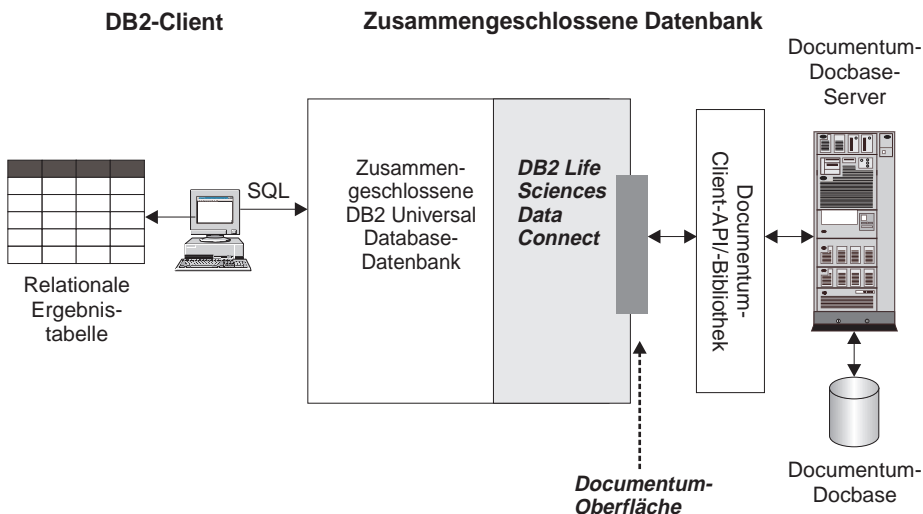 DB2-Client
Zusammengeschlossene Datenbank
Documentum-
Docbase-
Server
SQL
Zusammen-
geschlossene
DB2 Universal
Database-
Datenbank
DB2 Life
Sciences
Data
Connect
Documentum-
Client-API/-Bibliothek
Relationale
Ergebnis-
tabelle
Documentum-
Oberfläche
Documentum-
Docbase